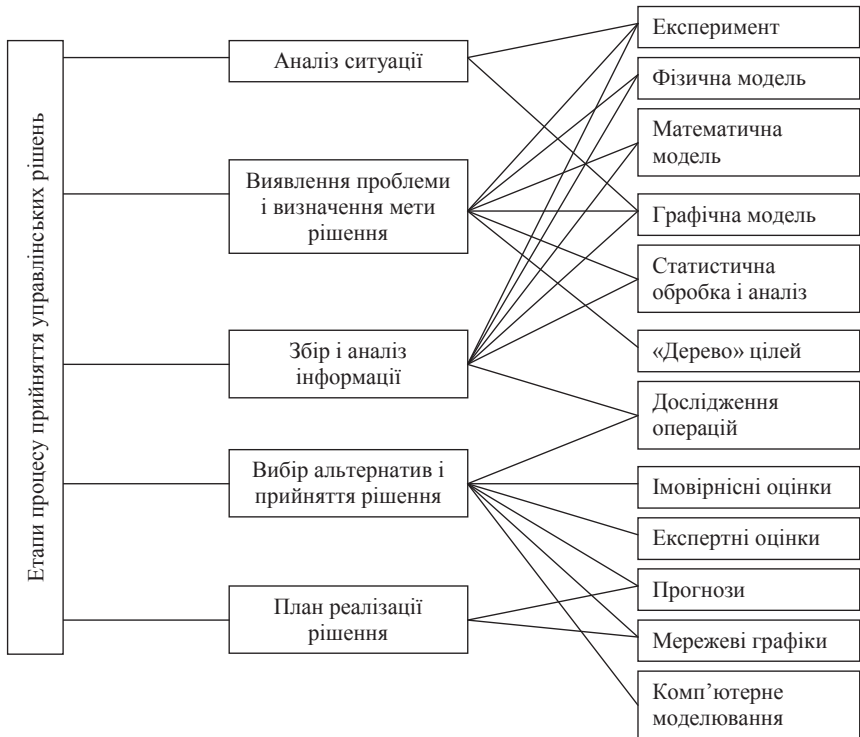 Етапи процесу прийняття управлінських рішень
Аналіз ситуації
Виявлення проблеми
і визначення мети
рішення
Збір і аналіз
інформації
Вибір альтернатив і
прийняття рішення
План реалізації
рішення
Експеримент
Фізична модель
Математична
модель
Графічна модель
Статистична
обробка і аналіз
«Дерево» цілей
Дослідження
операцій
Імовірнісні оцінки
Експертні оцінки
Прогнози
Мережеві графіки
Комп’ютерне
моделювання